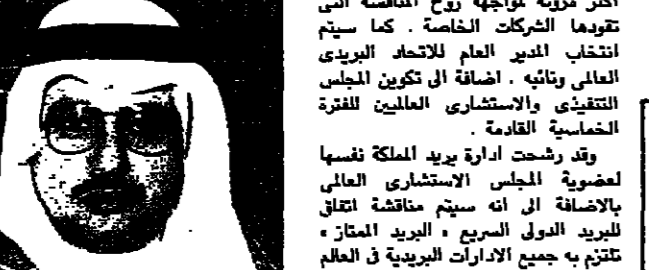 أكثر مرونة لمواجهة روح المنافسة التى
تقودها الشركات الخاصة . كما سيتم
انتخاب المدير العام للاتحاد البريدى
العالمى ونائبه . اضافة الى تكوين المجلس
التنفيذى والاستشارى العالميين للفترة
الخماسية القادمة .
وقد رشحت ادارة بريد المملكة نفسها
لعضوية المجلس الاستشارى العالمى
بالاضافة الى انه سيتم مناقشة اتفاق
للبريد الدولى السريع « البريد الممتاز »
تلتزم به جميع الادارات البريدية فى العالم